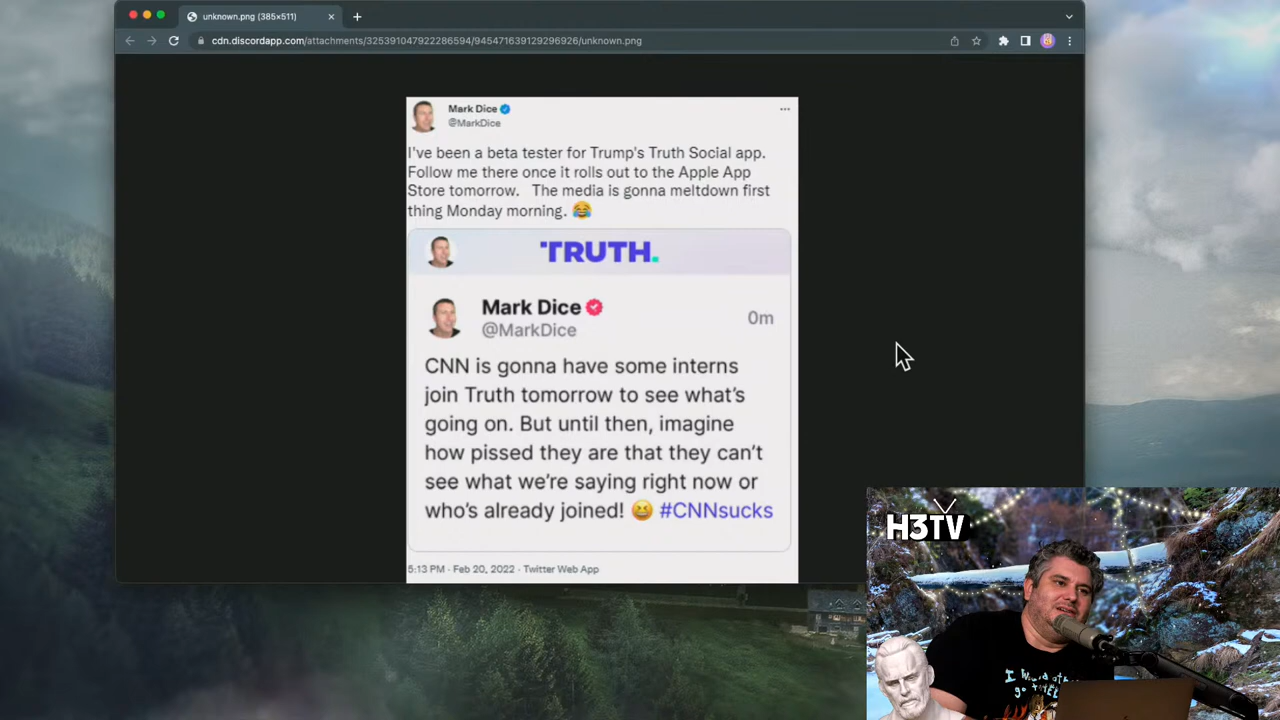 unknown.png (385×511)
cdn.discordapp.com/attachments/325391047922286594/945471639129296926/unknown.png
Mark Dice
@MarkDice
I've been a beta tester for Trump's Truth Social app.
Follow me there once it rolls out to the Apple App
Store tomorrow. The media is gonna meltdown first
thing Monday morning. 😂
TRUTH.
Mark Dice
@MarkDice
0m
CNN is gonna have some interns
join Truth tomorrow to see what's
going on. But until then, imagine
how pissed they are that they can't
see what we're saying right now or
who's already joined! 😆 #CNNsucks
5:13 PM · Feb 20, 2022 · Twitter Web App
H3TV